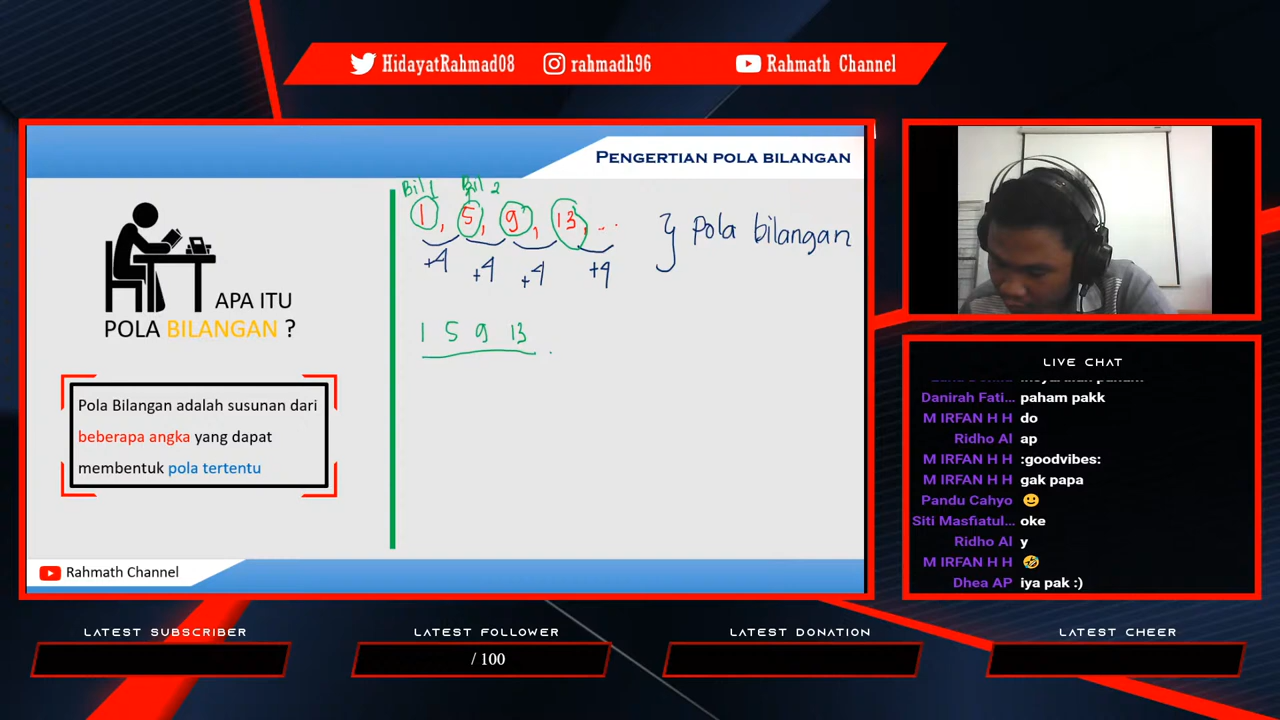 HidayatRahmad08 rahmadh96 Rahmath Channel
PENGERTIAN POLA BILANGAN
Bil 1 Bil 2
1, 5, 9, 13, ...
} Pola bilangan
+4 +4 +4 +4
1 5 9 13
APA ITU
POLA BILANGAN ?
Pola Bilangan adalah susunan dari
beberapa angka yang dapat
membentuk pola tertentu
Rahmath Channel
LIVE CHAT
Danirah Fati... paham pakk
M IRFAN H H do
Ridho Al ap
M IRFAN H H :goodvibes:
M IRFAN H H gak papa
Pandu Cahyo 🙂
Siti Masfiatul... oke
Ridho Al y
M IRFAN H H 🤣
Dhea AP iya pak :)
LATEST SUBSCRIBER
LATEST FOLLOWER
/ 100
LATEST DONATION
LATEST CHEER